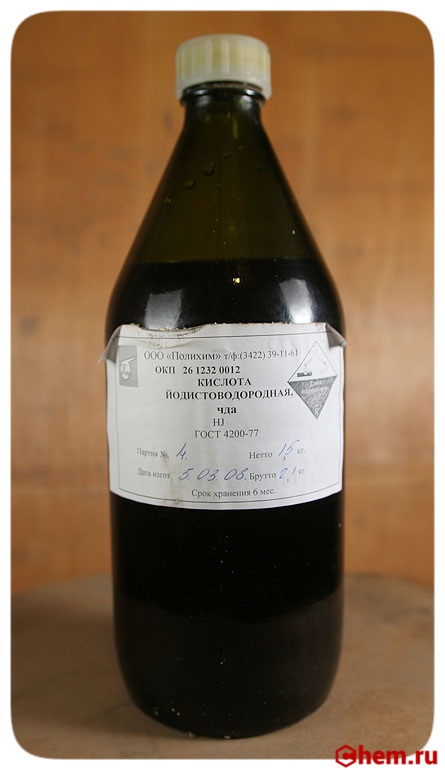 ООО «Полихим» т/ф:(3422) 39-11-61
ОКП 26 1232 0012
КИСЛОТА
ЙОДИСТОВОДОРОДНАЯ,
чда
HJ
ГОСТ 4200-77
Партия № 4. Нетто 1,5 кг.
Дата изгот 5.03.08. Брутто 2,1 кг
Срок хранения 6 мес.
Chem.ru